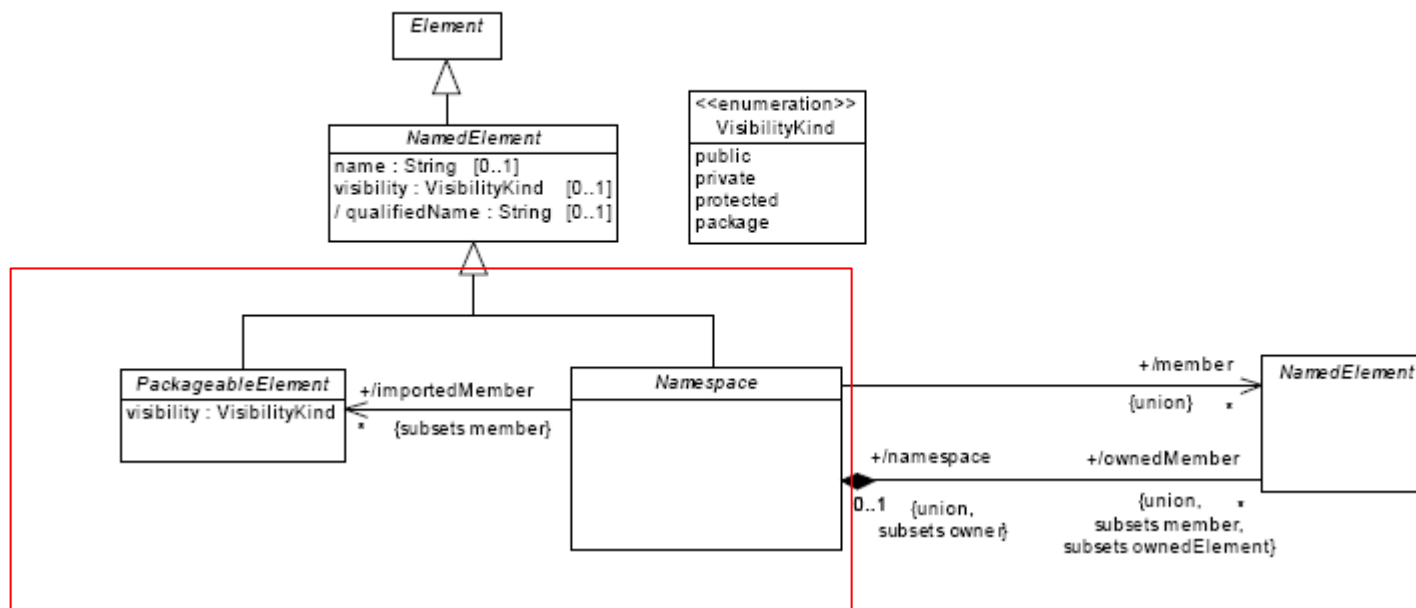 Element
NamedElement
name : String [0..1]
visibility : VisibilityKind [0..1]
/ qualifiedName : String [0..1]
<<enumeration>>
VisibilityKind
public
private
protected
package
PackageableElement
visibility : VisibilityKind
+/importedMember
*
{subsets member}
Namespace
+/member
{union}
*
NamedElement
+/namespace
0..1
{union,
subsets owner}
+/ownedMember
{union,
*
subsets member,
subsets ownedElement}